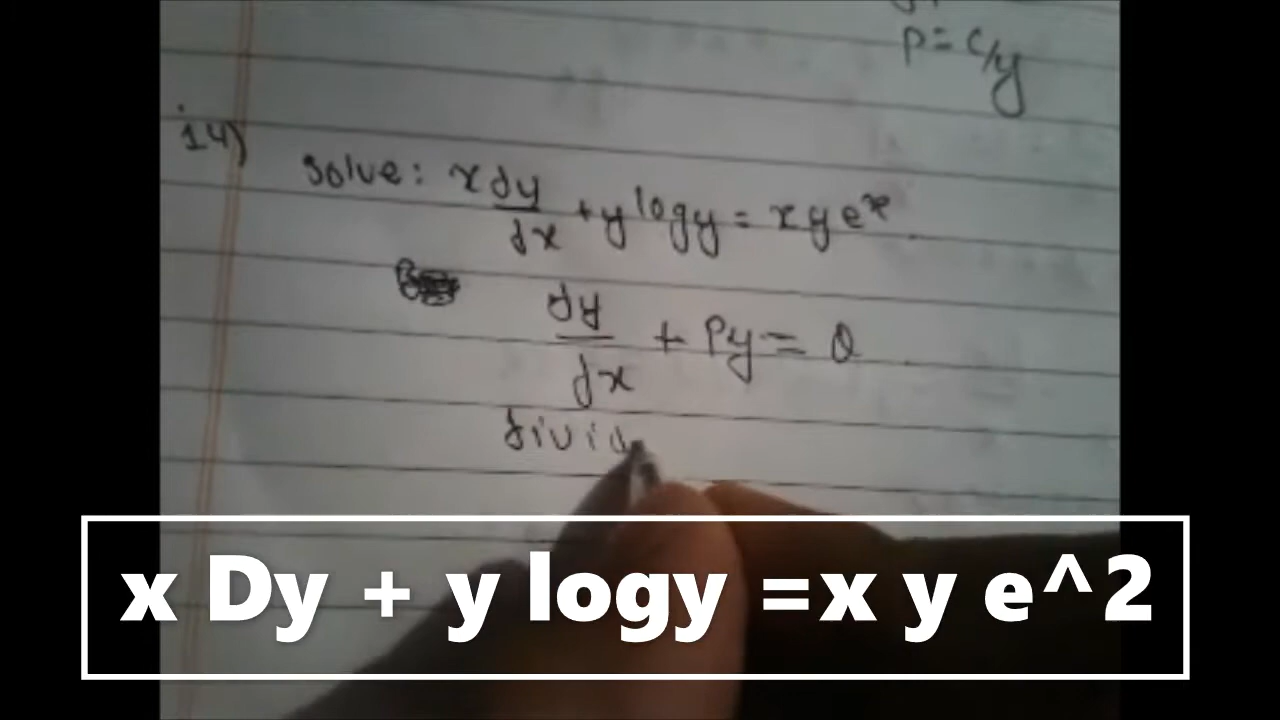 P = c/y
14)
Solve: x dy/dx + y logy = x y e^x
dy/dx + Py = Q
divid
x Dy + y logy =x y e^2